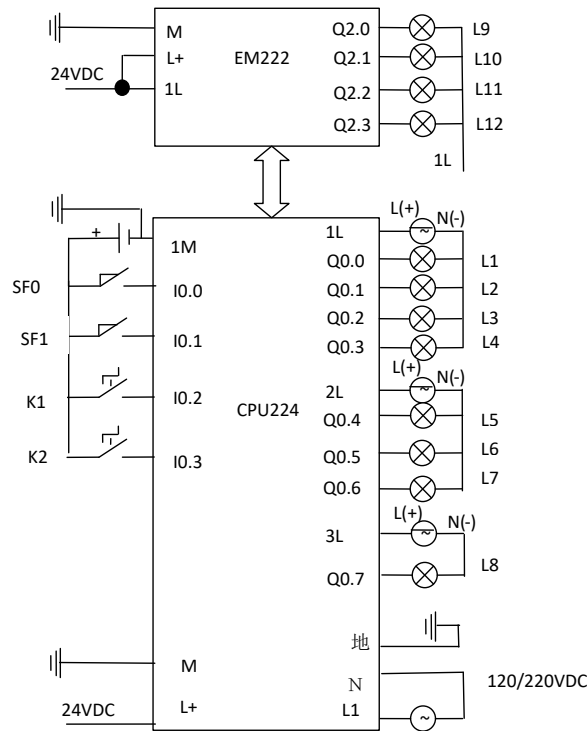 M
Q2.0
L9
L+
EM222
Q2.1
L10
24VDC
1L
Q2.2
L11
Q2.3
L12
1L
+
1M
1L
L(+)
N(-)
~
Q0.0
L1
SF0
I0.0
Q0.1
L2
Q0.2
L3
SF1
I0.1
Q0.3
L4
L(+)
N(-)
2L
~
K1
I0.2
CPU224
Q0.4
L5
K2
I0.3
Q0.5
L6
Q0.6
L7
L(+)
N(-)
3L
~
Q0.7
L8
地
M
N
120/220VDC
24VDC
L+
L1
~